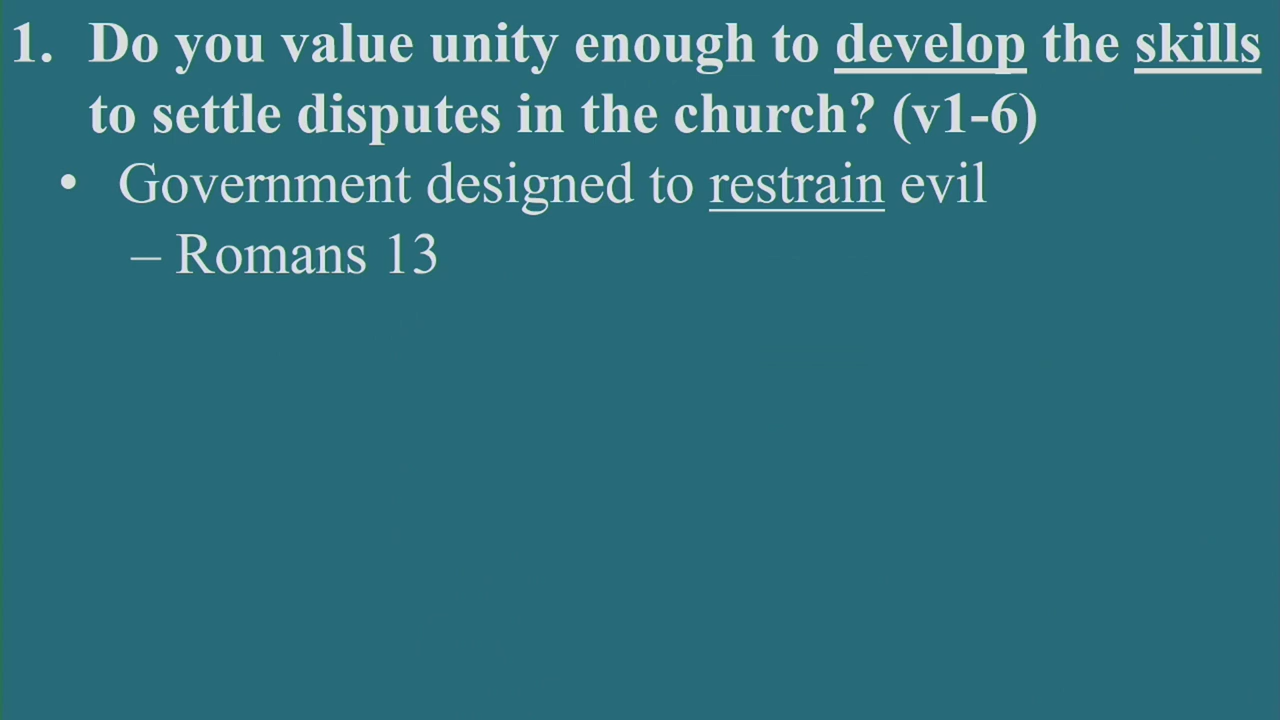 1. Do you value unity enough to develop the skills
to settle disputes in the church? (v1-6)
• Government designed to restrain evil
– Romans 13